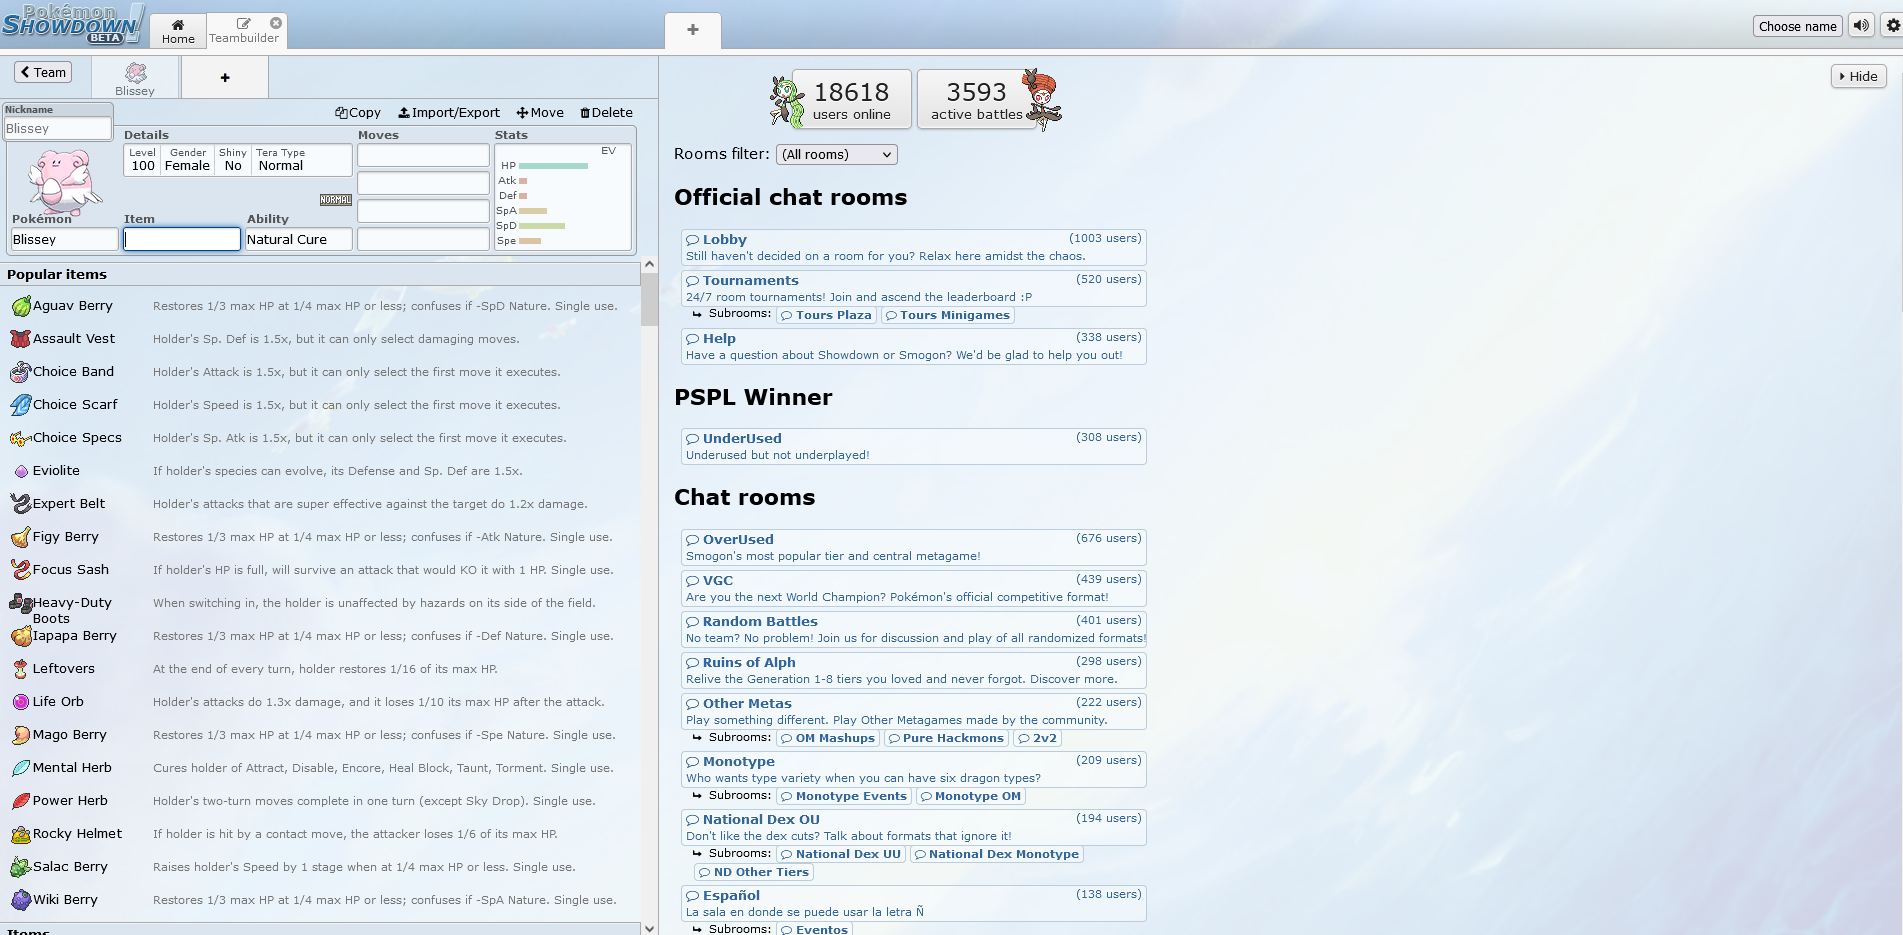 Pokémon
Showdown!
BETA
Home
Teambuilder
+
Choose name
Team
Blissey
+
Nickname
Blissey
Copy
Import/Export
Move
Delete
Details
Level
Gender
Shiny
Tera Type
100
Female
No
Normal
NORMAL
Pokémon
Item
Ability
Blissey
Natural Cure
Moves
Stats
EV
HP
Atk
Def
SpA
SpD
Spe
Popular items
Aguav Berry Restores 1/3 max HP at 1/4 max HP or less; confuses if -SpD Nature. Single use.
Assault Vest Holder's Sp. Def is 1.5x, but it can only select damaging moves.
Choice Band Holder's Attack is 1.5x, but it can only select the first move it executes.
Choice Scarf Holder's Speed is 1.5x, but it can only select the first move it executes.
Choice Specs Holder's Sp. Atk is 1.5x, but it can only select the first move it executes.
Eviolite If holder's species can evolve, its Defense and Sp. Def are 1.5x.
Expert Belt Holder's attacks that are super effective against the target do 1.2x damage.
Figy Berry Restores 1/3 max HP at 1/4 max HP or less; confuses if -Atk Nature. Single use.
Focus Sash If holder's HP is full, will survive an attack that would KO it with 1 HP. Single use.
Heavy-Duty Boots When switching in, the holder is unaffected by hazards on its side of the field.
Iapapa Berry Restores 1/3 max HP at 1/4 max HP or less; confuses if -Def Nature. Single use.
Leftovers At the end of every turn, holder restores 1/16 of its max HP.
Life Orb Holder's attacks do 1.3x damage, and it loses 1/10 its max HP after the attack.
Mago Berry Restores 1/3 max HP at 1/4 max HP or less; confuses if -Spe Nature. Single use.
Mental Herb Cures holder of Attract, Disable, Encore, Heal Block, Taunt, Torment. Single use.
Power Herb Holder's two-turn moves complete in one turn (except Sky Drop). Single use.
Rocky Helmet If holder is hit by a contact move, the attacker loses 1/6 of its max HP.
Salac Berry Raises holder's Speed by 1 stage when at 1/4 max HP or less. Single use.
Wiki Berry Restores 1/3 max HP at 1/4 max HP or less; confuses if -SpA Nature. Single use.
Items
18618
users online
3593
active battles
Hide
Rooms filter: (All rooms)
Official chat rooms
Lobby (1003 users)
Still haven't decided on a room for you? Relax here amidst the chaos.
Tournaments (520 users)
24/7 room tournaments! Join and ascend the leaderboard :P
Subrooms: Tours Plaza Tours Minigames
Help (338 users)
Have a question about Showdown or Smogon? We'd be glad to help you out!
PSPL Winner
UnderUsed (308 users)
Underused but not underplayed!
Chat rooms
OverUsed (676 users)
Smogon's most popular tier and central metagame!
VGC (439 users)
Are you the next World Champion? Pokémon's official competitive format!
Random Battles (401 users)
No team? No problem! Join us for discussion and play of all randomized formats!
Ruins of Alph (298 users)
Relive the Generation 1-8 tiers you loved and never forgot. Discover more.
Other Metas (222 users)
Play something different. Play Other Metagames made by the community.
Subrooms: OM Mashups Pure Hackmons 2v2
Monotype (209 users)
Who wants type variety when you can have six dragon types?
Subrooms: Monotype Events Monotype OM
National Dex OU (194 users)
Don't like the dex cuts? Talk about formats that ignore it!
Subrooms: National Dex UU National Dex Monotype
ND Other Tiers
Español (138 users)
La sala en donde se puede usar la letra Ñ
Subrooms: Eventos